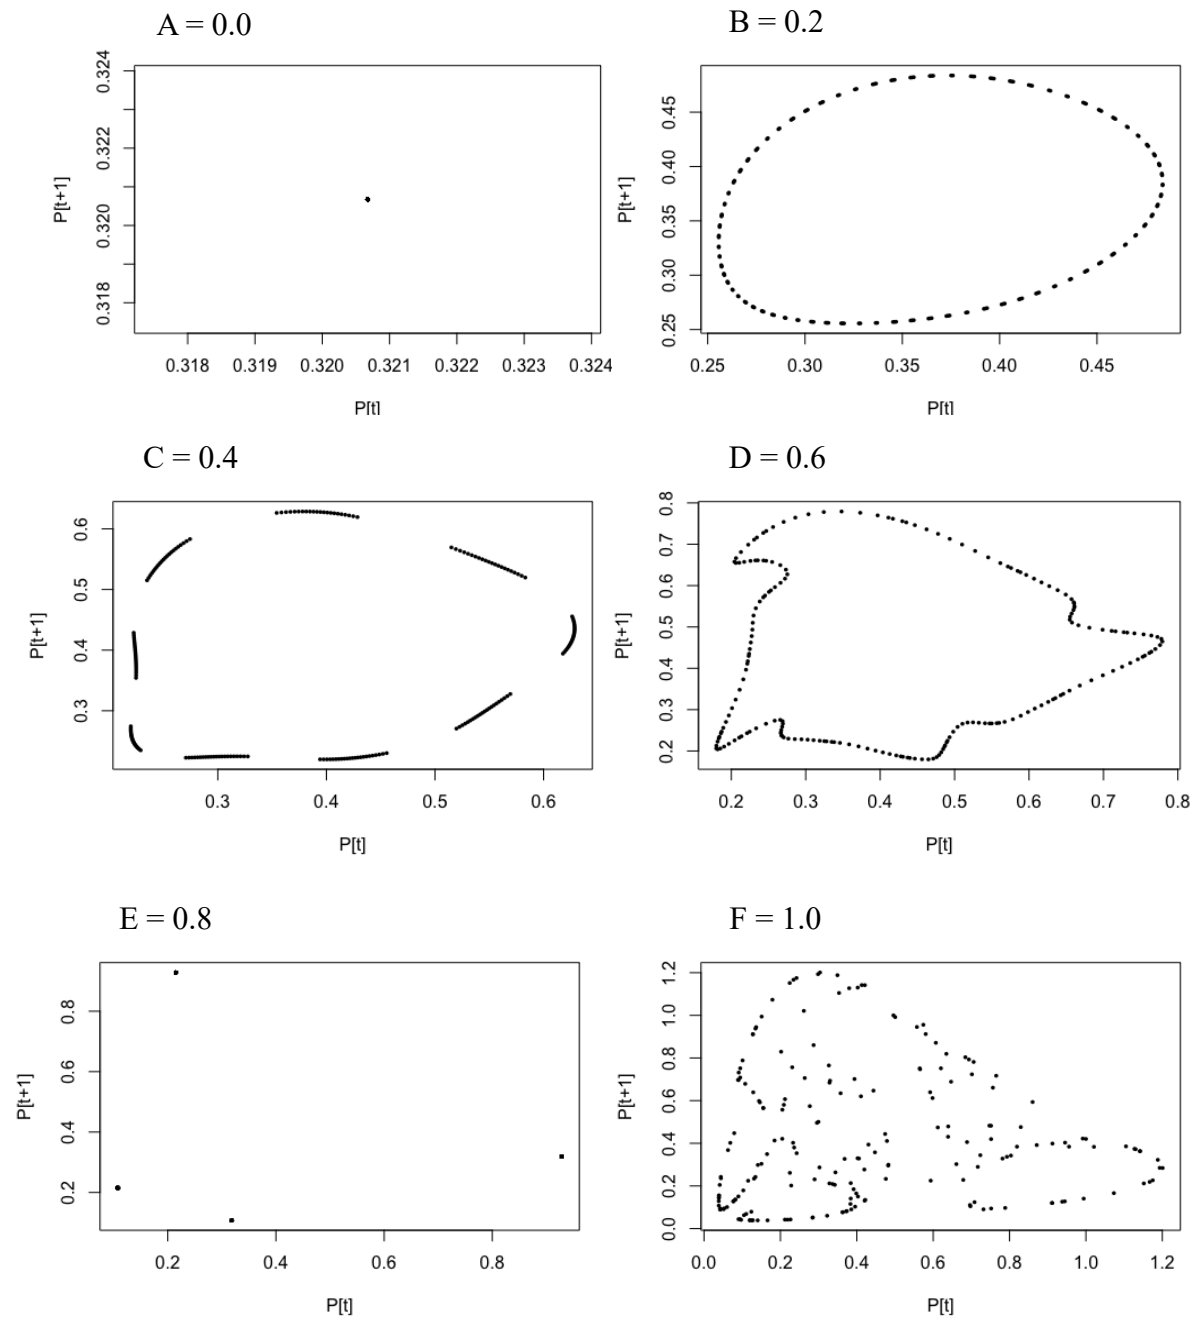 A = 0.0
B = 0.2
P[t+1]
0.318 0.320 0.322 0.324
0.318 0.319 0.320 0.321 0.322 0.323 0.324
P[t]
P[t+1]
0.25 0.30 0.35 0.40 0.45
0.25 0.30 0.35 0.40 0.45
P[t]
C = 0.4
D = 0.6
P[t+1]
0.3 0.4 0.5 0.6
0.3 0.4 0.5 0.6
P[t]
P[t+1]
0.2 0.3 0.4 0.5 0.6 0.7 0.8
0.2 0.3 0.4 0.5 0.6 0.7 0.8
P[t]
E = 0.8
F = 1.0
P[t+1]
0.2 0.4 0.6 0.8
0.2 0.4 0.6 0.8
P[t]
P[t+1]
0.0 0.2 0.4 0.6 0.8 1.0 1.2
0.0 0.2 0.4 0.6 0.8 1.0 1.2
P[t]